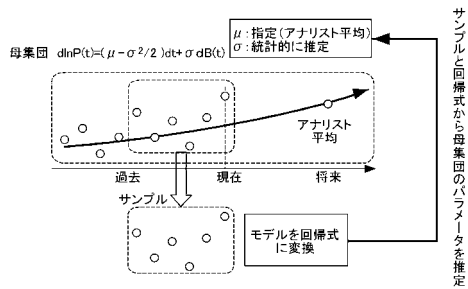 μ:指定(アナリスト平均)
σ:統計的に推定
母集団 dlnP(t)=(μ-σ²/2)dt+σdB(t)
アナリスト
平均
過去
現在
将来
サンプル
モデルを回帰式
に変換
サンプルと回帰式から母集団のパラメータを推定